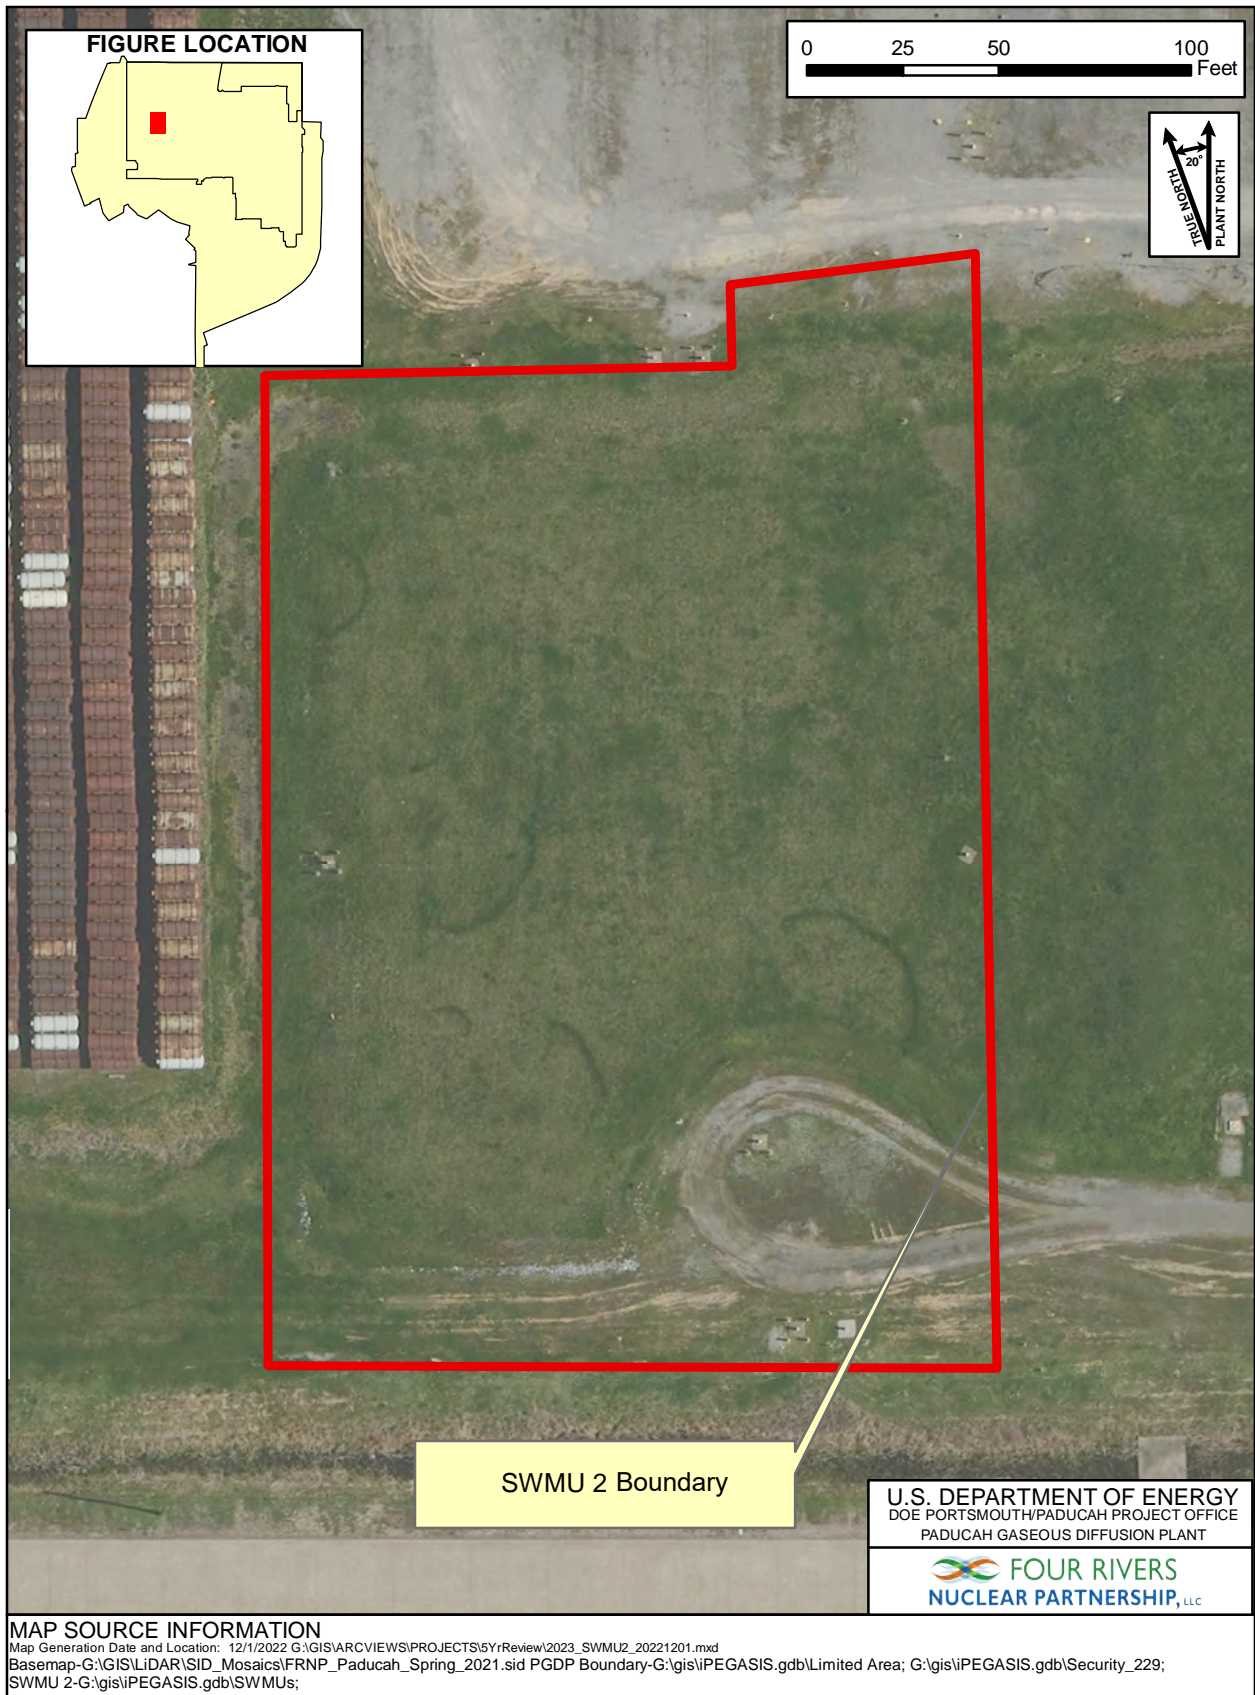 FIGURE LOCATION
0 25 50 100
Feet
20°
TRUE NORTH
PLANT NORTH
SWMU 2 Boundary
U.S. DEPARTMENT OF ENERGY
DOE PORTSMOUTH/PADUCAH PROJECT OFFICE
PADUCAH GASEOUS DIFFUSION PLANT
FOUR RIVERS
NUCLEAR PARTNERSHIP, LLC
MAP SOURCE INFORMATION
Map Generation Date and Location: 12/1/2022 G:\GIS\ARCVIEWS\PROJECTS\5YrReview\2023_SWMU2_20221201.mxd
Basemap-G:\GIS\LiDAR\SID_Mosaics\FRNP_Paducah_Spring_2021.sid PGDP Boundary-G:\gis\iPEGASIS.gdb\Limited Area; G:\gis\iPEGASIS.gdb\Security_229;
SWMU 2-G:\gis\iPEGASIS.gdb\SWMUs;